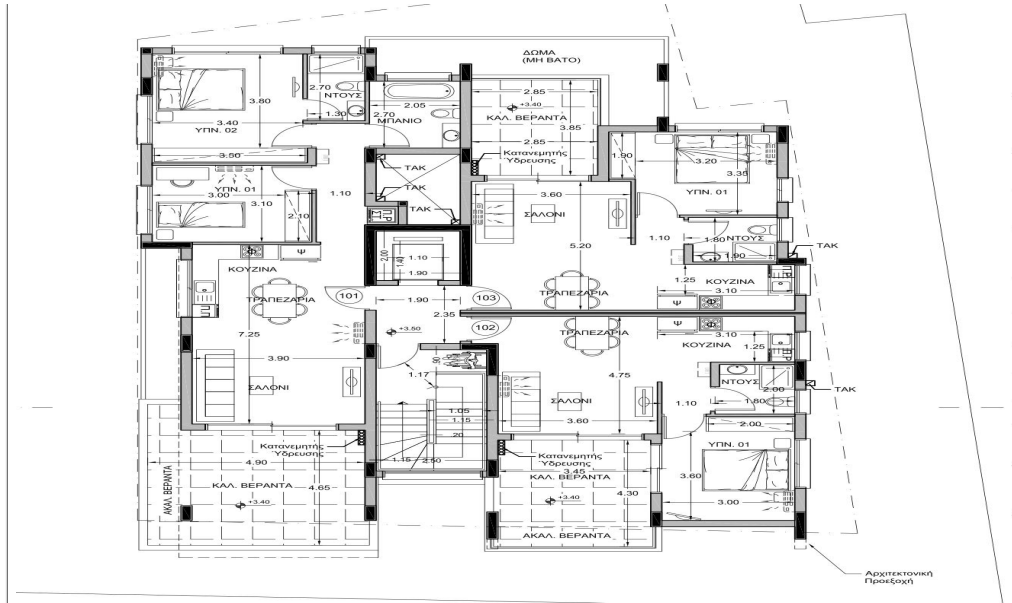 ΔΩΜΑ
(ΜΗ ΒΑΤΟ)
2.70
ΝΤΟΥΣ
1.30
3.80
3.40
ΥΠΝ. 02
3.50
2.05
2.70
ΜΠΑΝΙΟ
2.85
+3.40
ΚΑΛ. ΒΕΡΑΝΤΑ
3.85
2.85
Κατανεμητής
Ύδρευσης
ΥΠΝ. 01
3.00
3.10
2.10
1.10
ΤΑΚ
ΤΑΚ
ΤΑΚ
1.90
3.20
3.35
ΥΠΝ. 01
3.60
ΣΑΛΟΝΙ
5.20
1.10
1.80
ΝΤΟΥΣ
1.90
ΤΑΚ
Ψ
ΚΟΥΖΙΝΑ
ΤΡΑΠΕΖΑΡΙΑ
101
2.00
1.40
1.10
1.90
1.90
103
2.35
102
+3.50
1.25
ΚΟΥΖΙΝΑ
3.10
Ψ
ΤΡΑΠΕΖΑΡΙΑ
ΤΡΑΠΕΖΑΡΙΑ
Ψ
3.10
ΚΟΥΖΙΝΑ
1.25
7.25
3.90
ΣΑΛΟΝΙ
.90
1.17
1.05
1.15
.20
1.15
2.50
4.75
ΣΑΛΟΝΙ
3.60
1.10
ΝΤΟΥΣ
2.00
1.80
ΤΑΚ
2.00
ΥΠΝ. 01
3.60
3.00
Κατανεμητής
Ύδρευσης
4.90
4.65
ΚΑΛ. ΒΕΡΑΝΤΑ
+3.40
ΑΚΑΛ. ΒΕΡΑΝΤΑ
Κατανεμητής
Ύδρευσης
3.45
ΚΑΛ. ΒΕΡΑΝΤΑ
4.30
+3.40
ΑΚΑΛ. ΒΕΡΑΝΤΑ
Αρχιτεκτονική
Προεξοχή